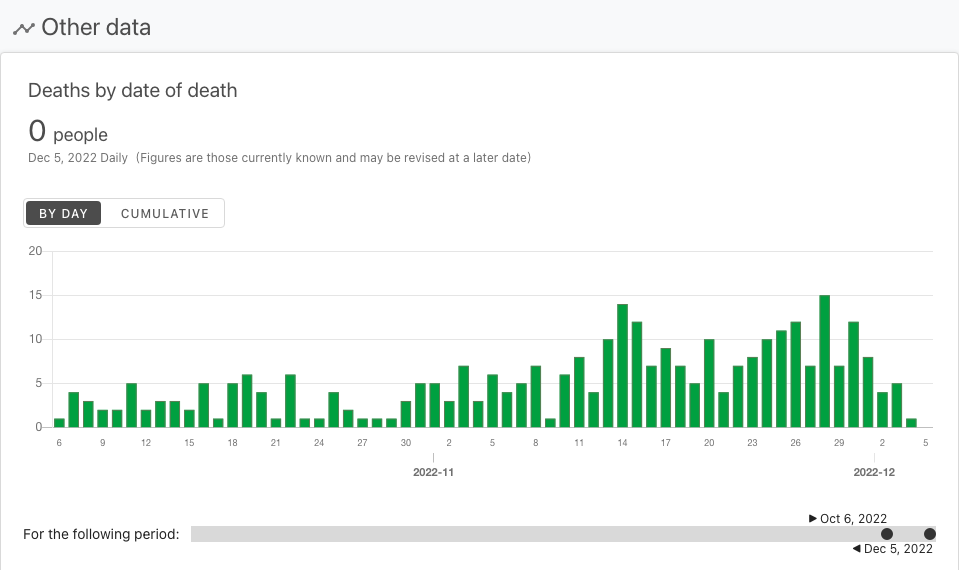 Other data
Deaths by date of death
0 people
Dec 5, 2022 Daily (Figures are those currently known and may be revised at a later date)
BY DAY CUMULATIVE
20
15
10
5
0
6 9 12 15 18 21 24 27 30 2 5 8 11 14 17 20 23 26 29 2 5
2022-11 2022-12
Oct 6, 2022
For the following period:
Dec 5, 2022